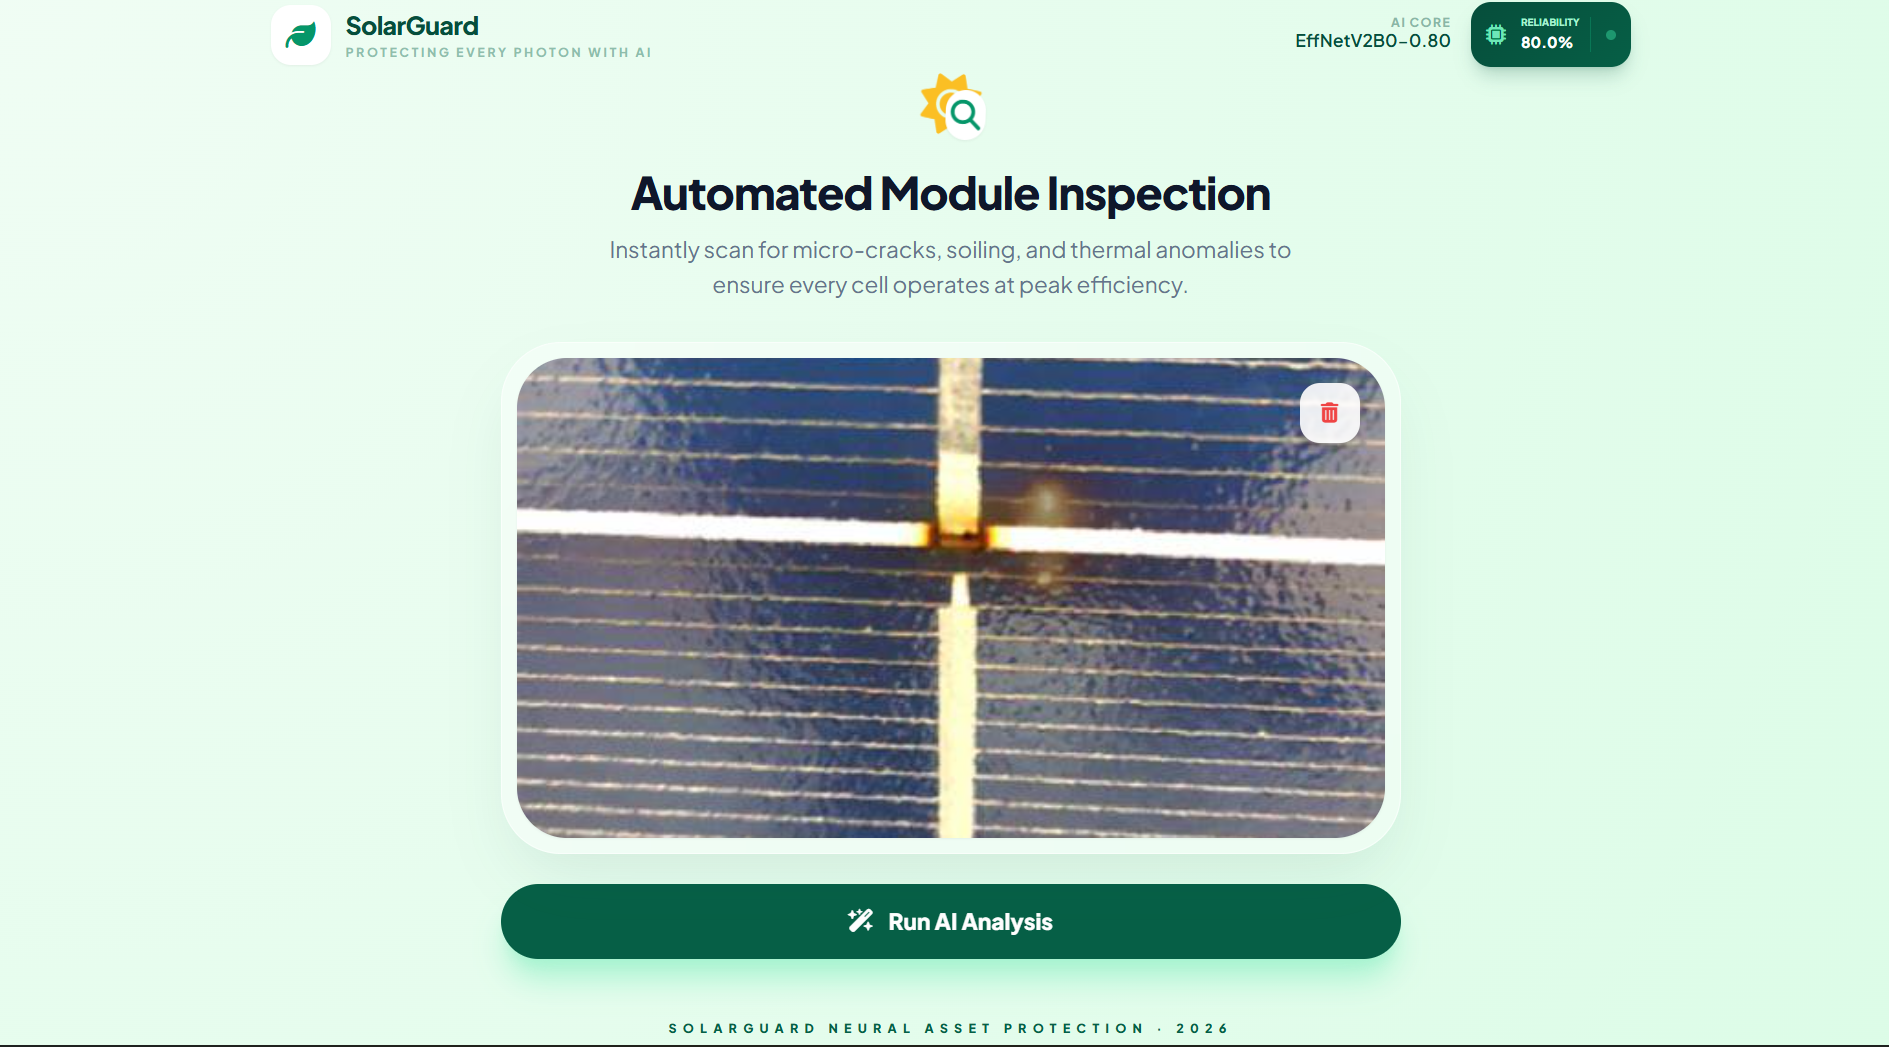 SolarGuard
PROTECTING EVERY PHOTON WITH AI
AI CORE
EffNetV2B0-0.80
RELIABILITY
80.0%
Automated Module Inspection
Instantly scan for micro-cracks, soiling, and thermal anomalies to
ensure every cell operates at peak efficiency.
Run AI Analysis
SOLARGUARD NEURAL ASSET PROTECTION · 2026